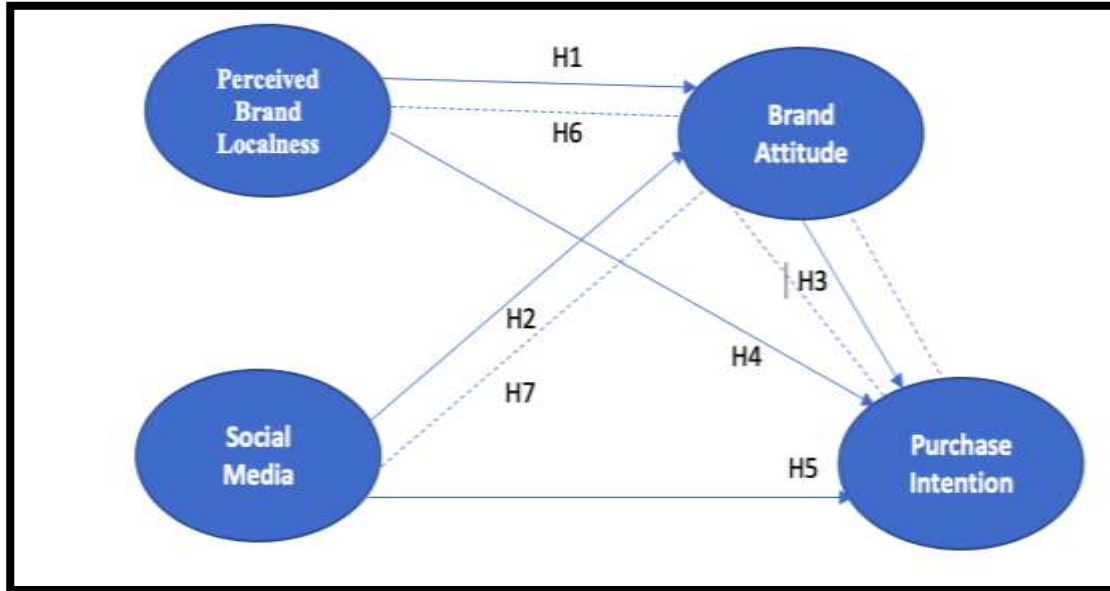 Perceived
Brand
Localness
H1
H6
Brand
Attitude
H2
H3
H4
H7
Social
Media
H5
Purchase
Intention